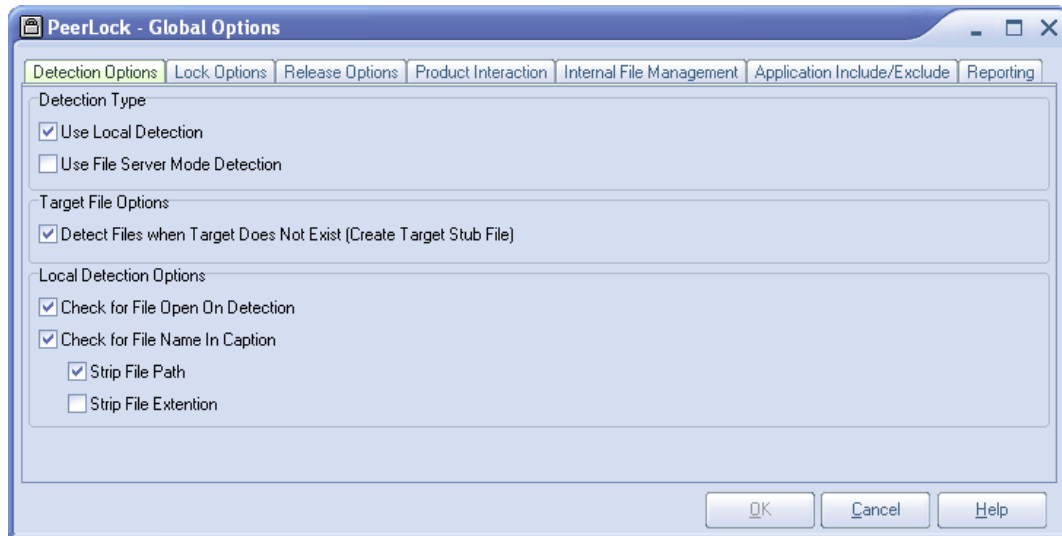 PeerLock - Global Options
Detection Options Lock Options Release Options Product Interaction Internal File Management Application Include/Exclude Reporting
Detection Type
Use Local Detection
Use File Server Mode Detection
Target File Options
Detect Files when Target Does Not Exist (Create Target Stub File)
Local Detection Options
Check for File Open On Detection
Check for File Name In Caption
Strip File Path
Strip File Extention
OK Cancel Help